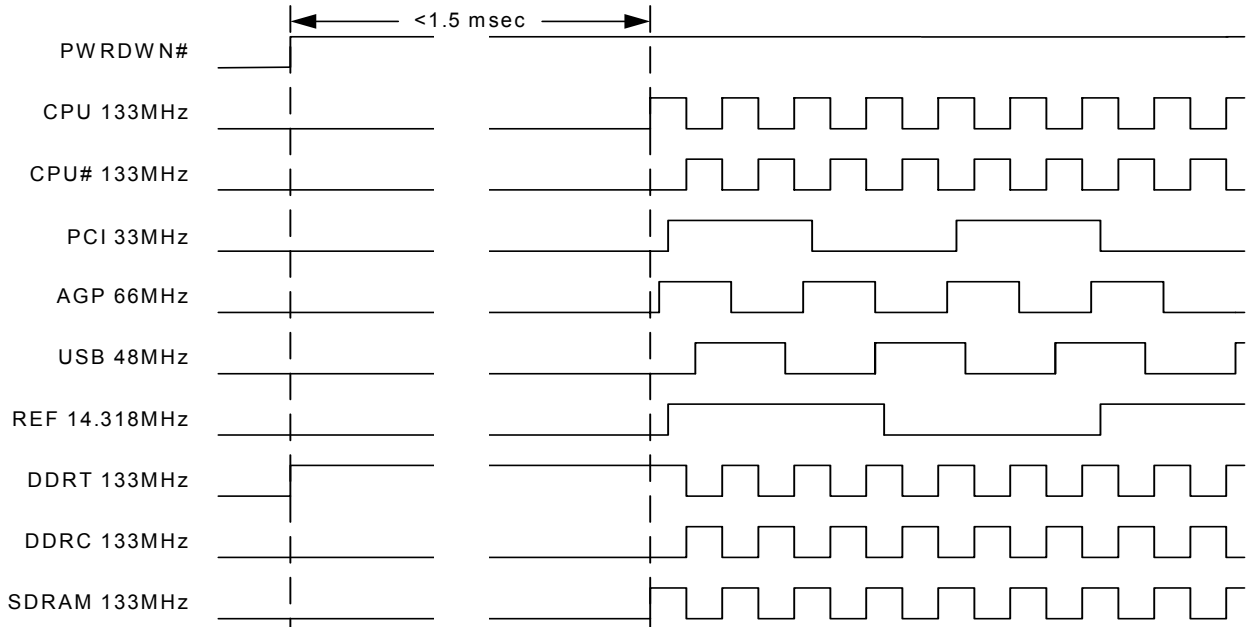 <1.5 msec
PWRDWN#
CPU 133MHz
CPU# 133MHz
PCI 33MHz
AGP 66MHz
USB 48MHz
REF 14.318MHz
DDRT 133MHz
DDRC 133MHz
SDRAM 133MHz